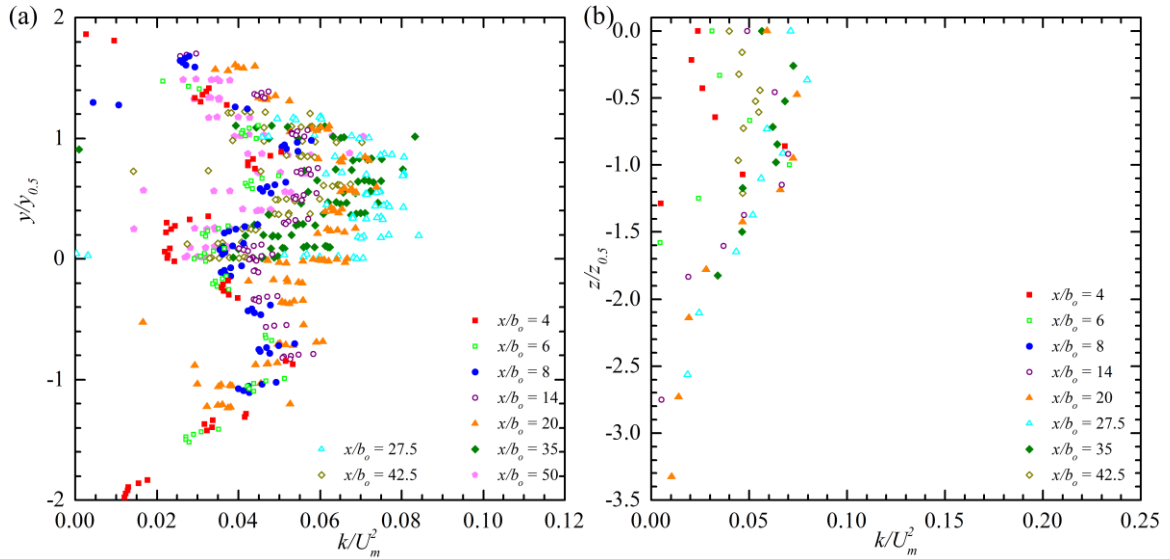 (a)
2
1
0
-1
-2
y/y0.5
0.00 0.02 0.04 0.06 0.08 0.10 0.12
k/U²m
x/bo = 4
x/bo = 6
x/bo = 8
x/bo = 14
x/bo = 20
x/bo = 27.5
x/bo = 35
x/bo = 42.5
x/bo = 50
(b)
0.0
-0.5
-1.0
-1.5
-2.0
-2.5
-3.0
-3.5
z/z0.5
0.00 0.05 0.10 0.15 0.20 0.25
k/U²m
x/bo = 4
x/bo = 6
x/bo = 8
x/bo = 14
x/bo = 20
x/bo = 27.5
x/bo = 35
x/bo = 42.5